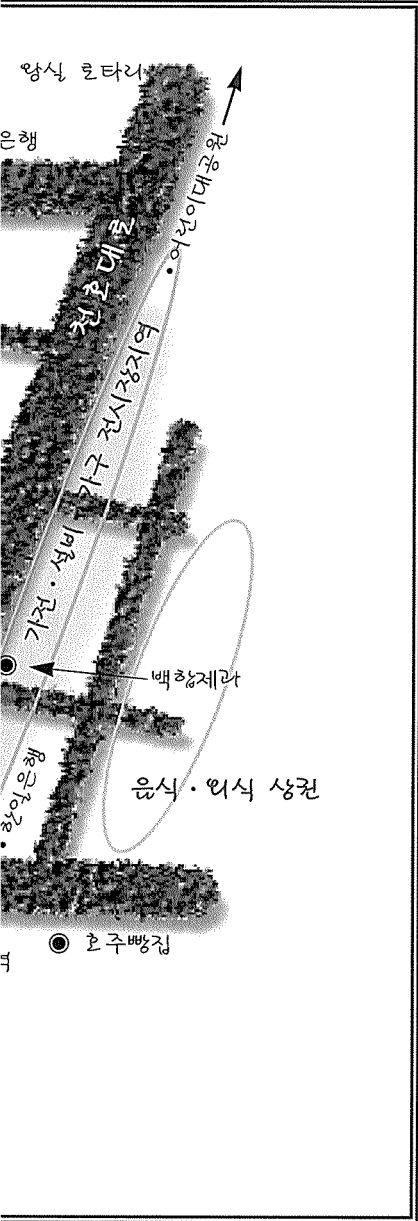 왕실 로타리
은행
어린이대공원
천호대로
가구 전시장지역
가전 · 설비
백합제과
한일은행
음식 · 외식 상권
호주빵집
역